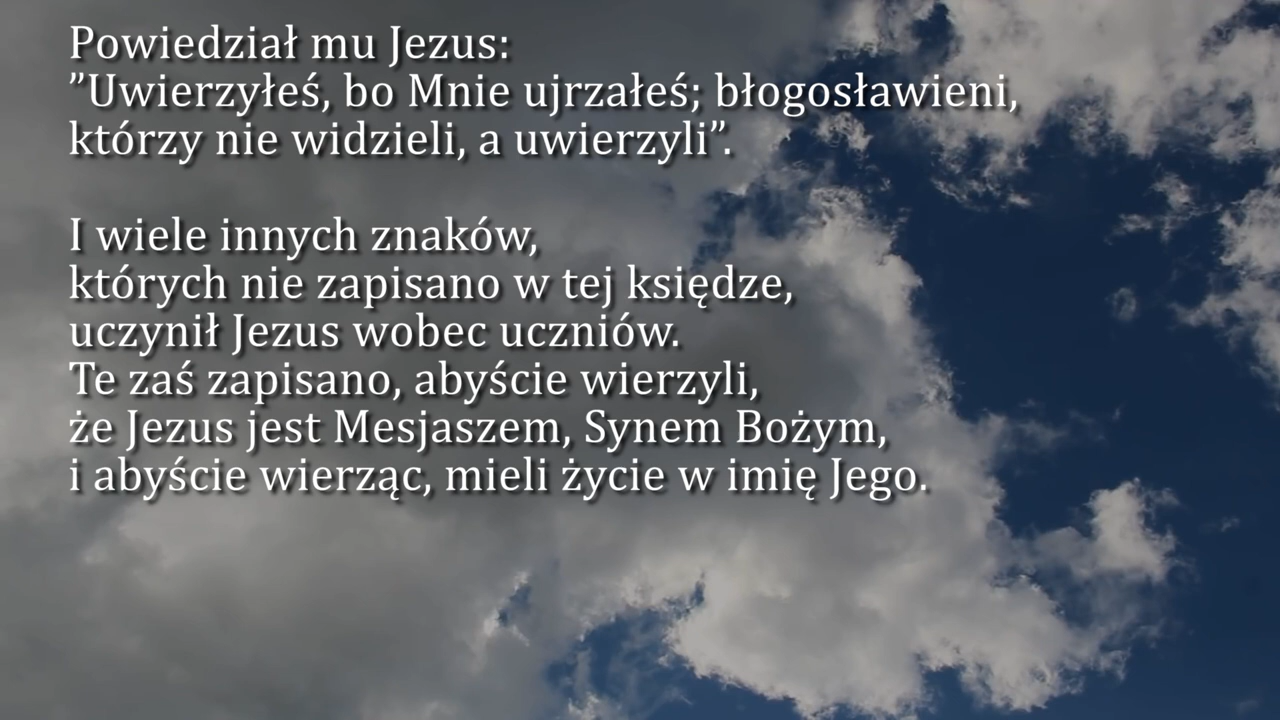 Powiedział mu Jezus:
”Uwierzyłeś, bo Mnie ujrzałeś; błogosławieni,
którzy nie widzieli, a uwierzyli”.
I wiele innych znaków,
których nie zapisano w tej księdze,
uczynił Jezus wobec uczniów.
Te zaś zapisano, abyście wierzyli,
że Jezus jest Mesjaszem, Synem Bożym,
i abyście wierząc, mieli życie w imię Jego.